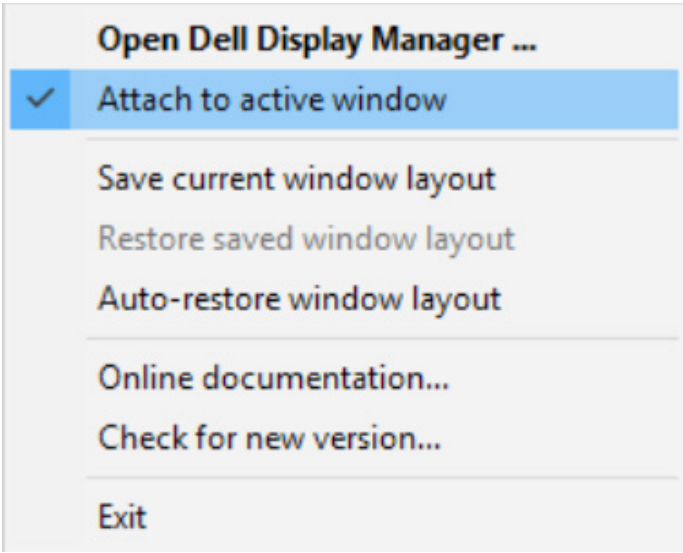 Open Dell Display Manager ...
Attach to active window
Save current window layout
Restore saved window layout
Auto-restore window layout
Online documentation...
Check for new version...
Exit